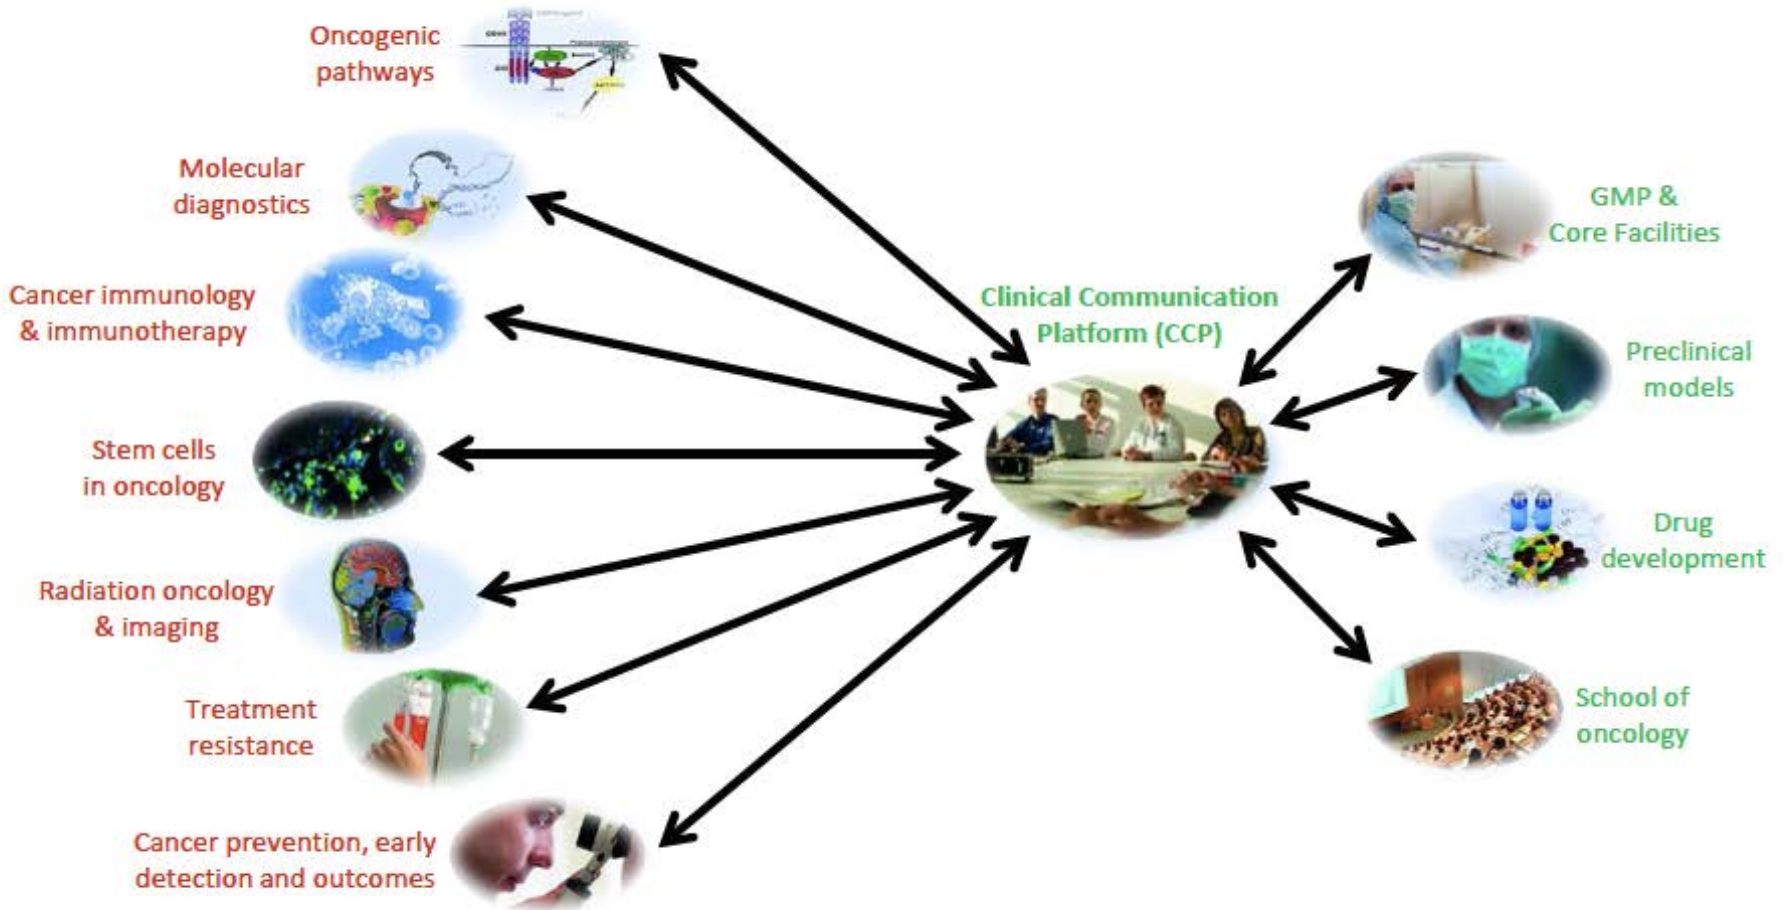 Oncogenic
pathways
Molecular
diagnostics
Cancer immunology
& immunotherapy
Stem cells
in oncology
Radiation oncology
& imaging
Treatment
resistance
Cancer prevention, early
detection and outcomes
Clinical Communication
Platform (CCP)
GMP &
Core Facilities
Preclinical
models
Drug
development
School of
oncology